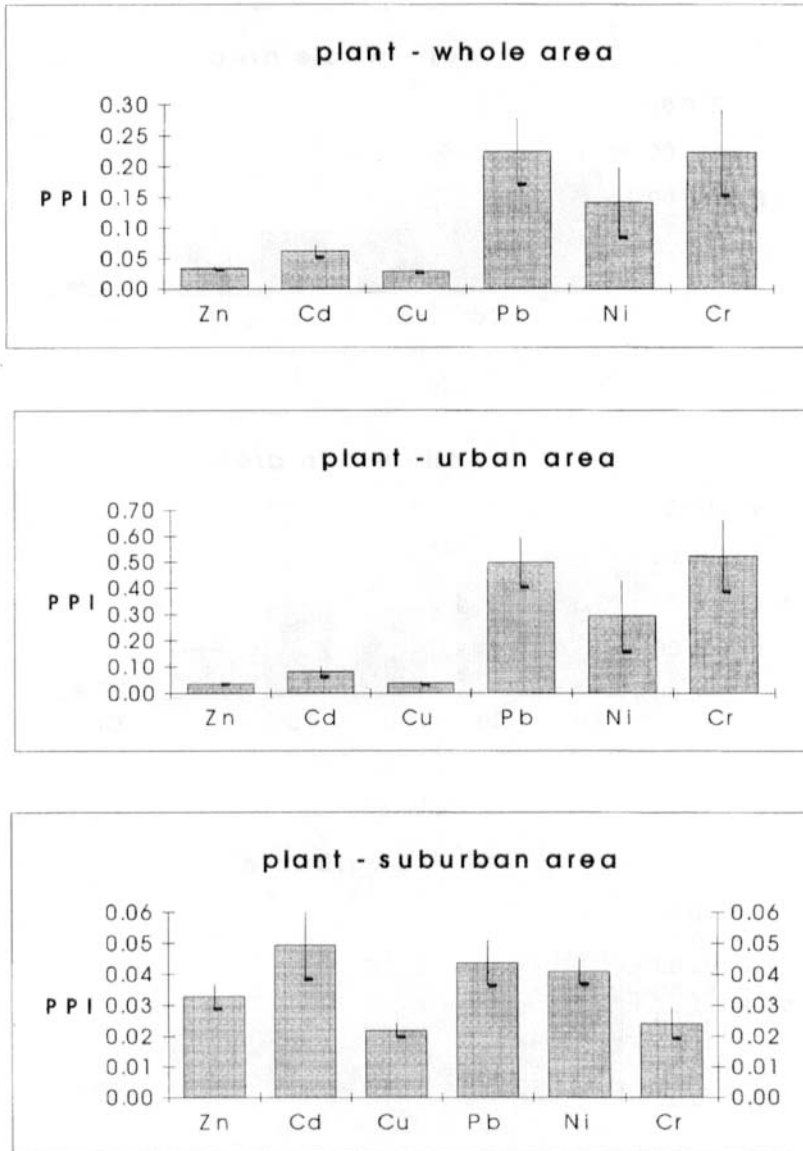 plant - whole area
0.30
0.25
0.20
PPI 0.15
0.10
0.05
0.00
Zn Cd Cu Pb Ni Cr
plant - urban area
0.70
0.60
0.50
0.40
PPI 0.30
0.20
0.10
0.00
Zn Cd Cu Pb Ni Cr
plant - suburban area
0.06 0.06
0.05 0.05
0.04 0.04
PPI 0.03 0.03
0.02 0.02
0.01 0.01
0.00 0.00
Zn Cd Cu Pb Ni Cr